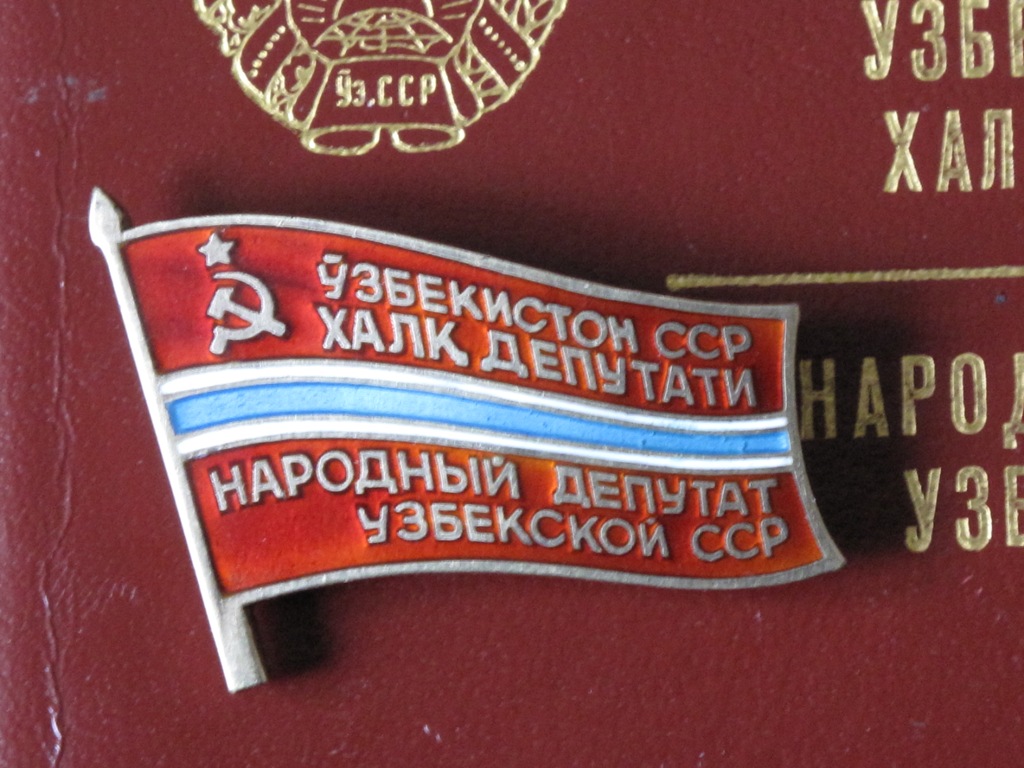 Ўз.ССР
ЎЗБЕКИСТОН ССР
ХАЛҚ ДЕПУТАТИ
НАРОДНЫЙ ДЕПУТАТ
УЗБЕКСКОЙ ССР